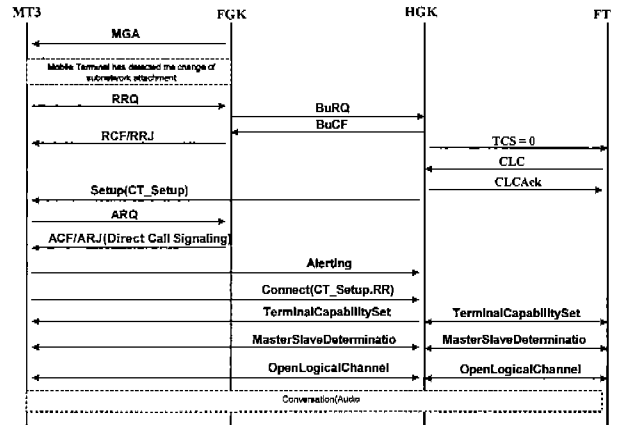 MT3 FGK HGK FT
MGA
Mobile Terminal has detected the change of
subnetwork attachment
RRQ
BuRQ
BuCF
RCF/RRJ
TCS = 0
CLC
CLCAck
Setup(CT_Setup)
ARQ
ACF/ARJ(Direct Call Signaling)
Alerting
Connect(CT_Setup.RR)
TerminalCapabilitySet TerminalCapabilitySet
MasterSlaveDeterminatio MasterSlaveDeterminatio
OpenLogicalChannel OpenLogicalChannel
Conversation(Audio